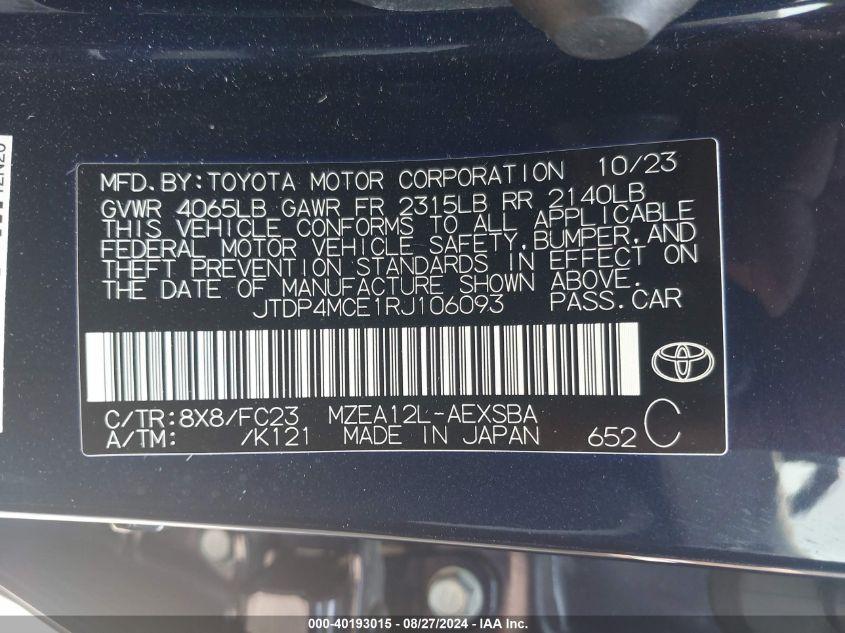 MFD.BY:TOYOTA MOTOR CORPORATION 10/23
GVWR 4065LB GAWR FR 2315LB RR 2140LB
THIS VEHICLE CONFORMS TO ALL APPLICABLE
FEDERAL MOTOR VEHICLE SAFETY,BUMPER,AND
THEFT PREVENTION STANDARDS IN EFFECT ON
THE DATE OF MANUFACTURE SHOWN ABOVE.
JTDP4MCE1RJ106093 PASS.CAR
C/TR:8X8/FC23 MZEA12L-AEXSBA
A/TM: /K121 MADE IN JAPAN 652 C
000-40193015 - 08/27/2024 - IAA Inc.